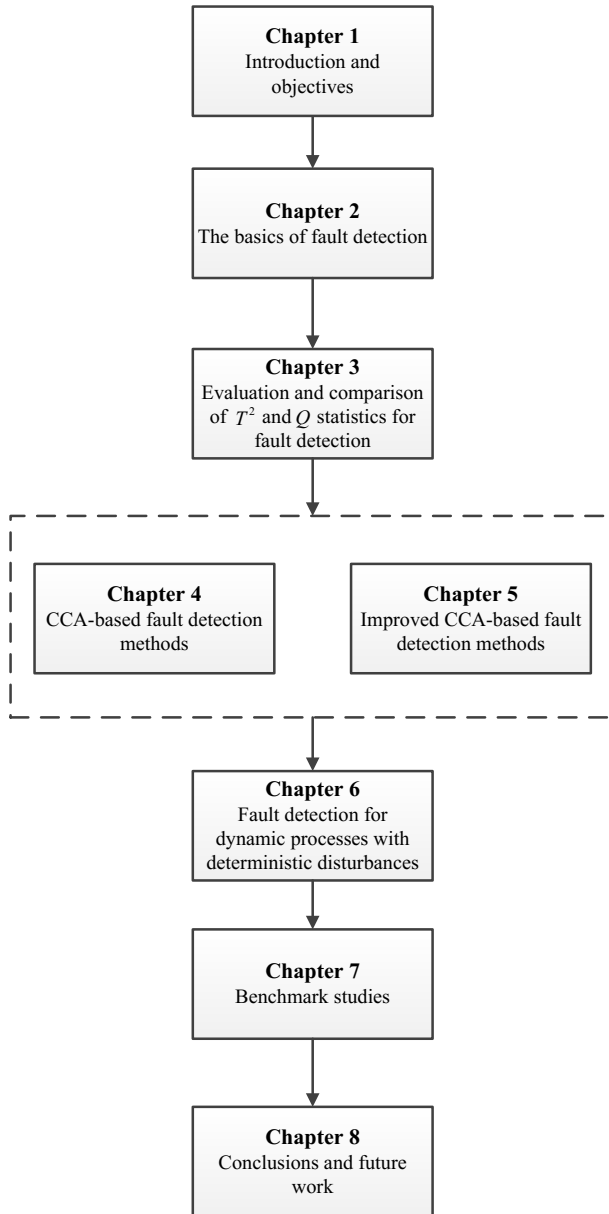 Chapter 1
Introduction and
objectives
Chapter 2
The basics of fault detection
Chapter 3
Evaluation and comparison
of T² and Q statistics for
fault detection
Chapter 4
CCA-based fault detection
methods
Chapter 5
Improved CCA-based fault
detection methods
Chapter 6
Fault detection for
dynamic processes with
deterministic disturbances
Chapter 7
Benchmark studies
Chapter 8
Conclusions and future
work